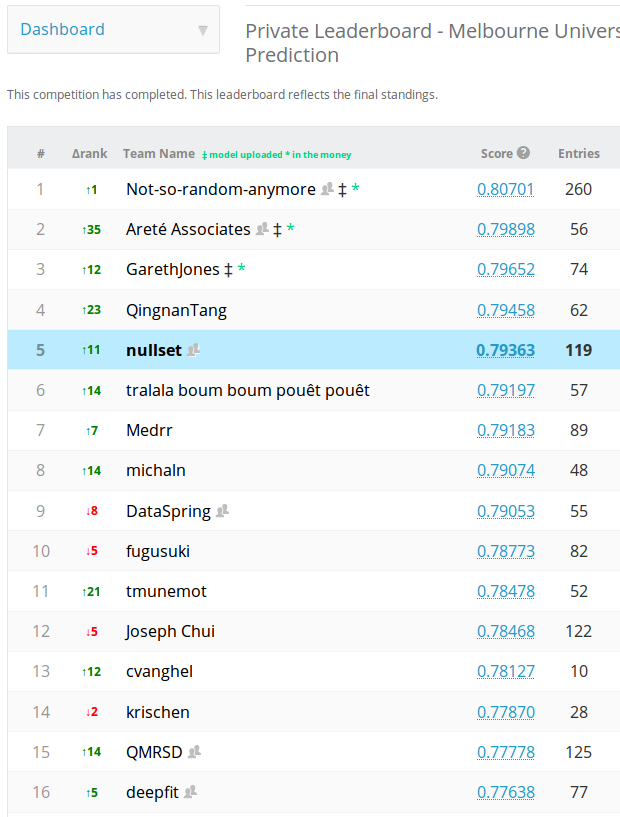 Dashboard ▼
Private Leaderboard - Melbourne Univers
Prediction
This competition has completed. This leaderboard reflects the final standings.
# Δrank Team Name ‡ model uploaded * in the money Score ? Entries
1 ↑1 Not-so-random-anymore ‡ * 0.80701 260
2 ↑35 Areté Associates ‡ * 0.79898 56
3 ↑12 GarethJones ‡ * 0.79652 74
4 ↑23 QingnanTang 0.79458 62
5 ↑11 nullset 0.79363 119
6 ↑14 tralala boum boum pouêt pouêt 0.79197 57
7 ↑7 Medrr 0.79183 89
8 ↑14 michaln 0.79074 48
9 ↓8 DataSpring 0.79053 55
10 ↓5 fugusuki 0.78773 82
11 ↑21 tmunemot 0.78478 52
12 ↓5 Joseph Chui 0.78468 122
13 ↑12 cvanghel 0.78127 10
14 ↓2 krischen 0.77870 28
15 ↑14 QMRSD 0.77778 125
16 ↑5 deepfit 0.77638 77